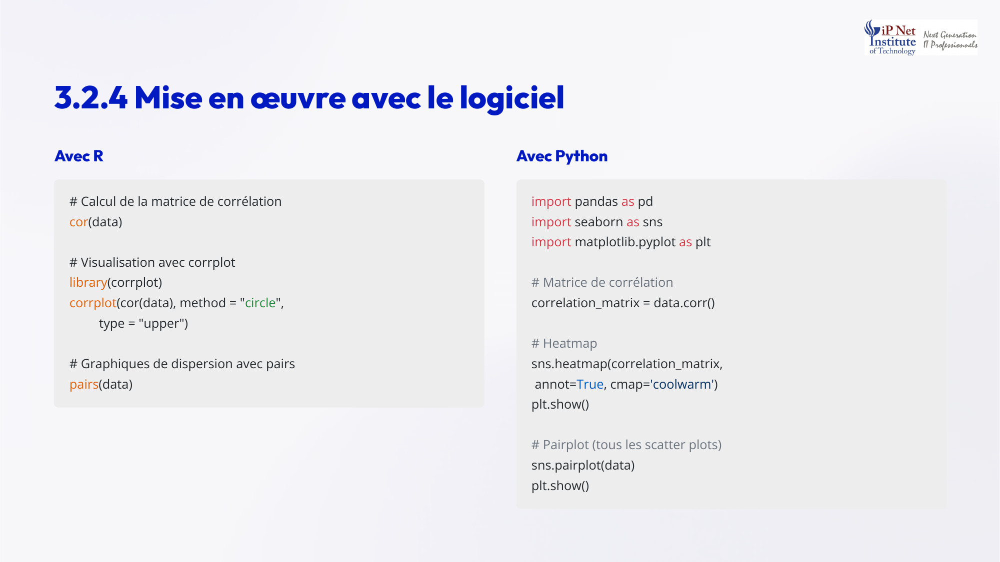 iP Net
Institute
of Technology
Next Generation
IT Professionnels
3.2.4 Mise en œuvre avec le logiciel
Avec R
# Calcul de la matrice de corrélation
cor(data)
# Visualisation avec corrplot
library(corrplot)
corrplot(cor(data), method = "circle",
type = "upper")
# Graphiques de dispersion avec pairs
pairs(data)
Avec Python
import pandas as pd
import seaborn as sns
import matplotlib.pyplot as plt
# Matrice de corrélation
correlation_matrix = data.corr()
# Heatmap
sns.heatmap(correlation_matrix,
annot=True, cmap='coolwarm')
plt.show()
# Pairplot (tous les scatter plots)
sns.pairplot(data)
plt.show()